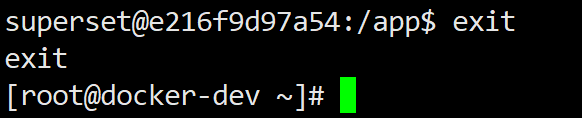 superset@e216f9d97a54:/app$ exit
exit
[root@docker-dev ~]#